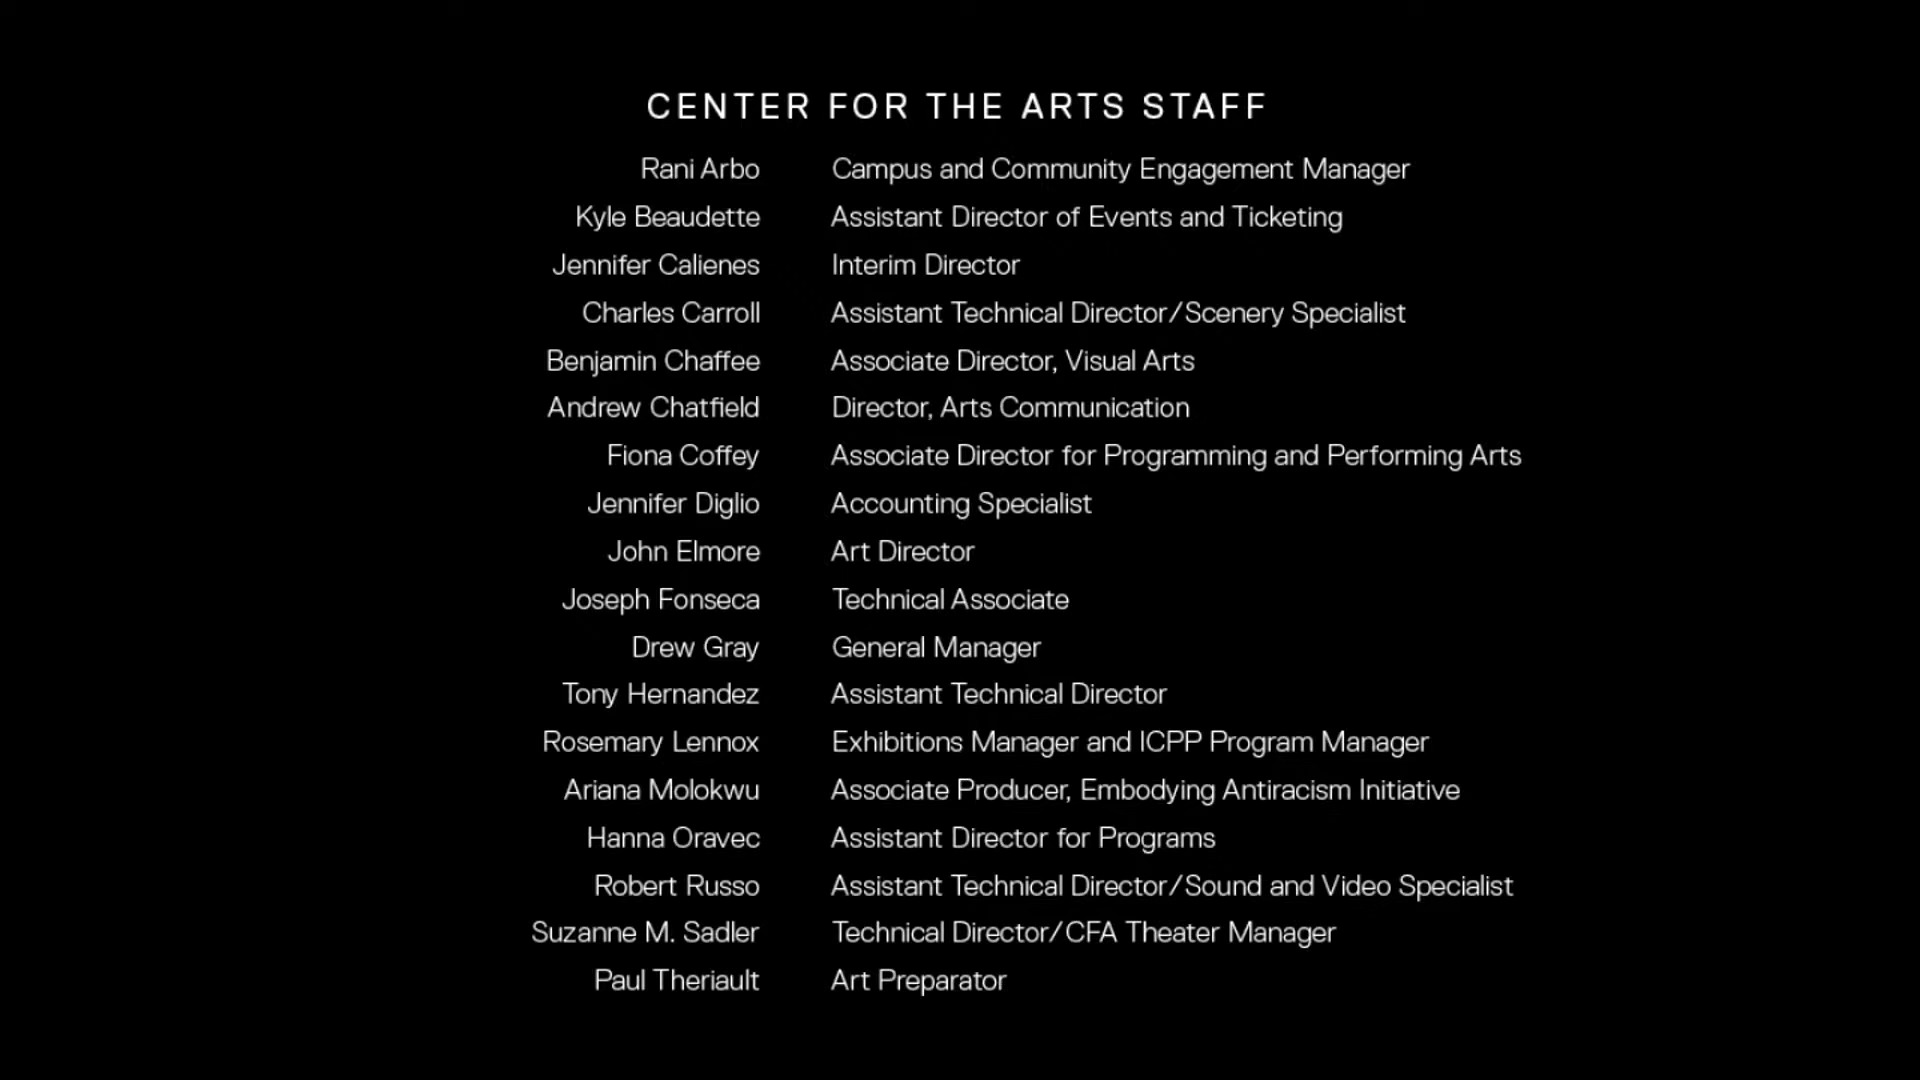 CENTER FOR THE ARTS STAFF
Rani Arbo Campus and Community Engagement Manager
Kyle Beaudette Assistant Director of Events and Ticketing
Jennifer Calienes Interim Director
Charles Carroll Assistant Technical Director/Scenery Specialist
Benjamin Chaffee Associate Director, Visual Arts
Andrew Chatfield Director, Arts Communication
Fiona Coffey Associate Director for Programming and Performing Arts
Jennifer Diglio Accounting Specialist
John Elmore Art Director
Joseph Fonseca Technical Associate
Drew Gray General Manager
Tony Hernandez Assistant Technical Director
Rosemary Lennox Exhibitions Manager and ICPP Program Manager
Ariana Molokwu Associate Producer, Embodying Antiracism Initiative
Hanna Oravec Assistant Director for Programs
Robert Russo Assistant Technical Director/Sound and Video Specialist
Suzanne M. Sadler Technical Director/CFA Theater Manager
Paul Theriault Art Preparator